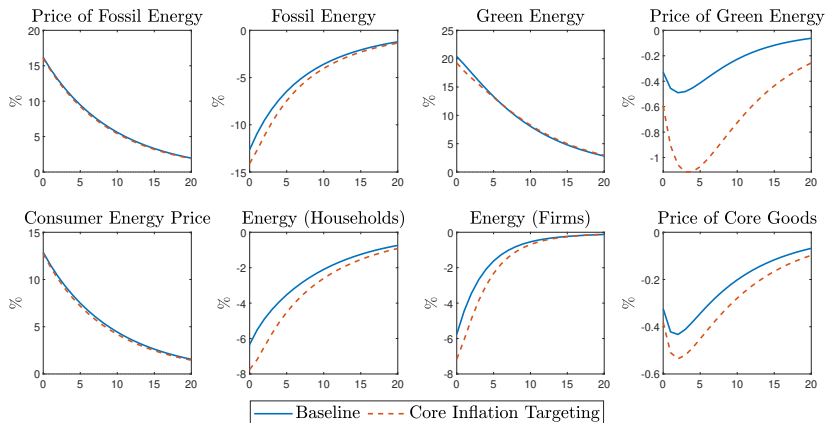 Price of Fossil Energy
%
20
15
10
5
0
0 5 10 15 20
Fossil Energy
%
0
-5
-10
-15
0 5 10 15 20
Green Energy
%
25
20
15
10
5
0
0 5 10 15 20
Price of Green Energy
%
0
-0.2
-0.4
-0.6
-0.8
-1
0 5 10 15 20
Consumer Energy Price
%
15
10
5
0
0 10 20
Energy (Households)
%
0
-2
-4
-6
-8
0 5 10 15 20
Energy (Firms)
%
0
-2
-4
-6
-8
0 5 10 15 20
Price of Core Goods
%
0
-0.2
-0.4
-0.6
0 5 10 15 20
Baseline
Core Inflation Targeting